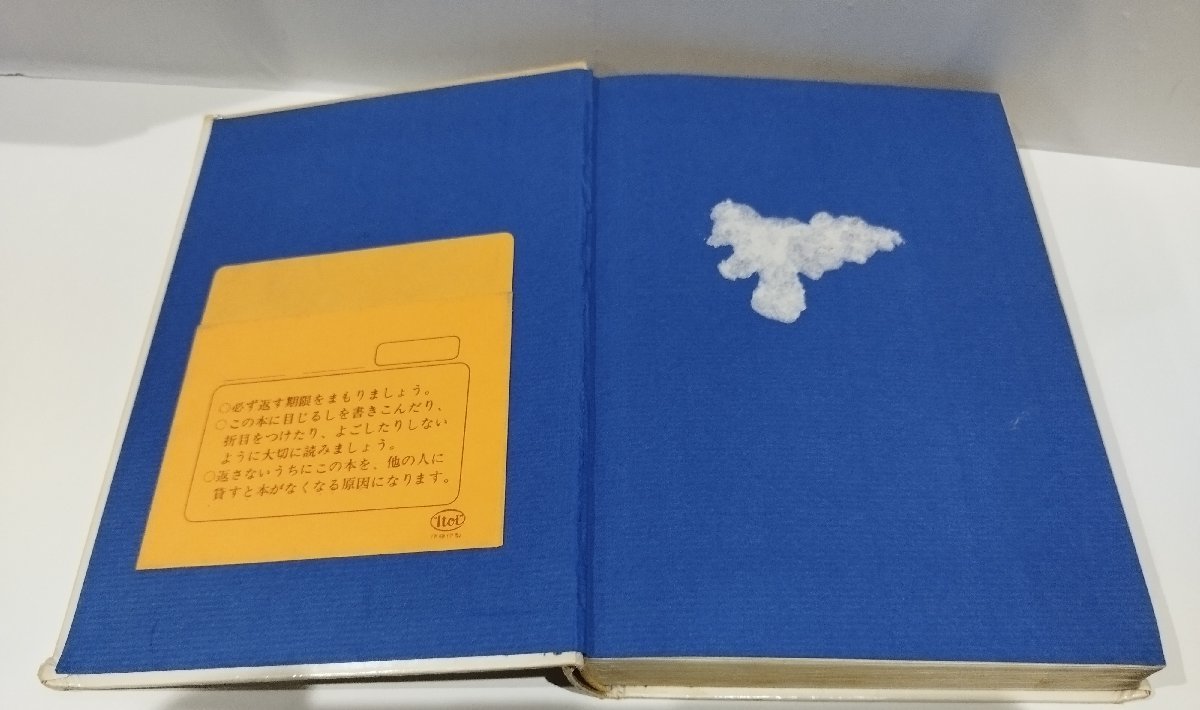 ○必ず返す期限をまもりましょう。
○この本に目じるしを書きこんだり、
折目をつけたり、よごしたりしない
ように大切に読みましょう。
○返さないうちにこの本を、他の人に
貸すと本がなくなる原因になります。
Itoi